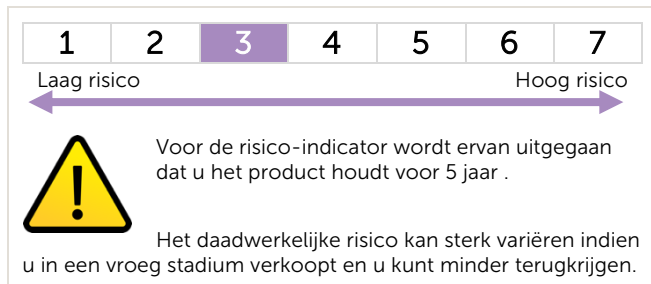 1 2 3 4 5 6 7
Laag risico Hoog risico
Voor de risico-indicator wordt ervan uitgegaan
dat u het product houdt voor 5 jaar .
Het daadwerkelijke risico kan sterk variëren indien
u in een vroeg stadium verkoopt en u kunt minder terugkrijgen.